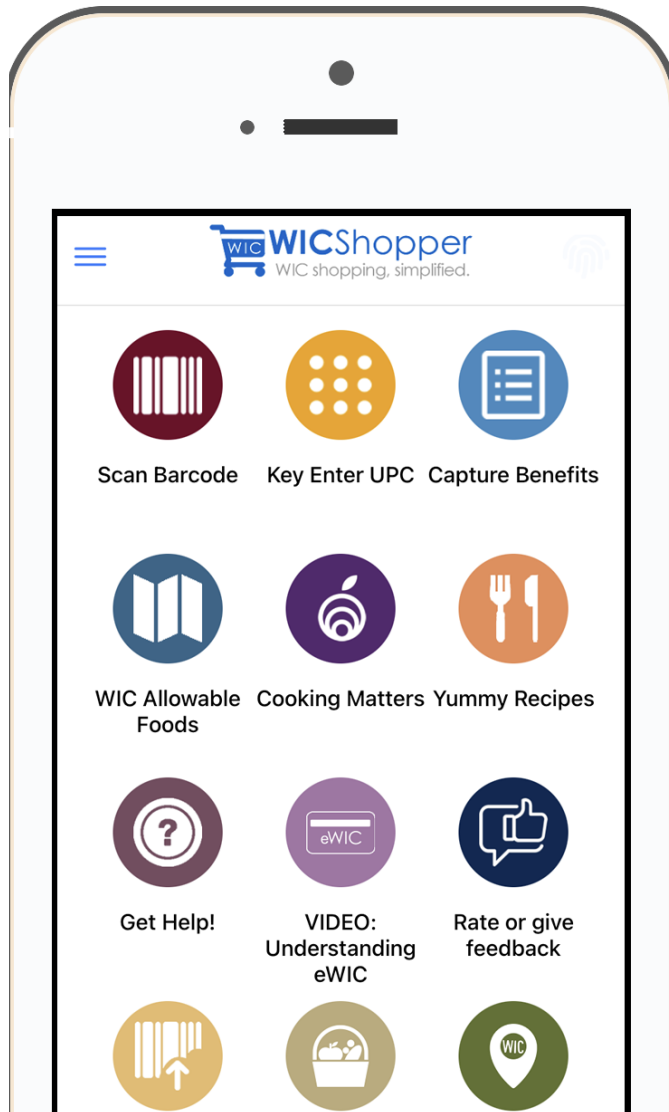 WIC WICShopper
WIC shopping, simplified.
Scan Barcode
Key Enter UPC
Capture Benefits
WIC Allowable
Foods
Cooking Matters
Yummy Recipes
?
Get Help!
eWIC
VIDEO:
Understanding
eWIC
Rate or give
feedback
WIC